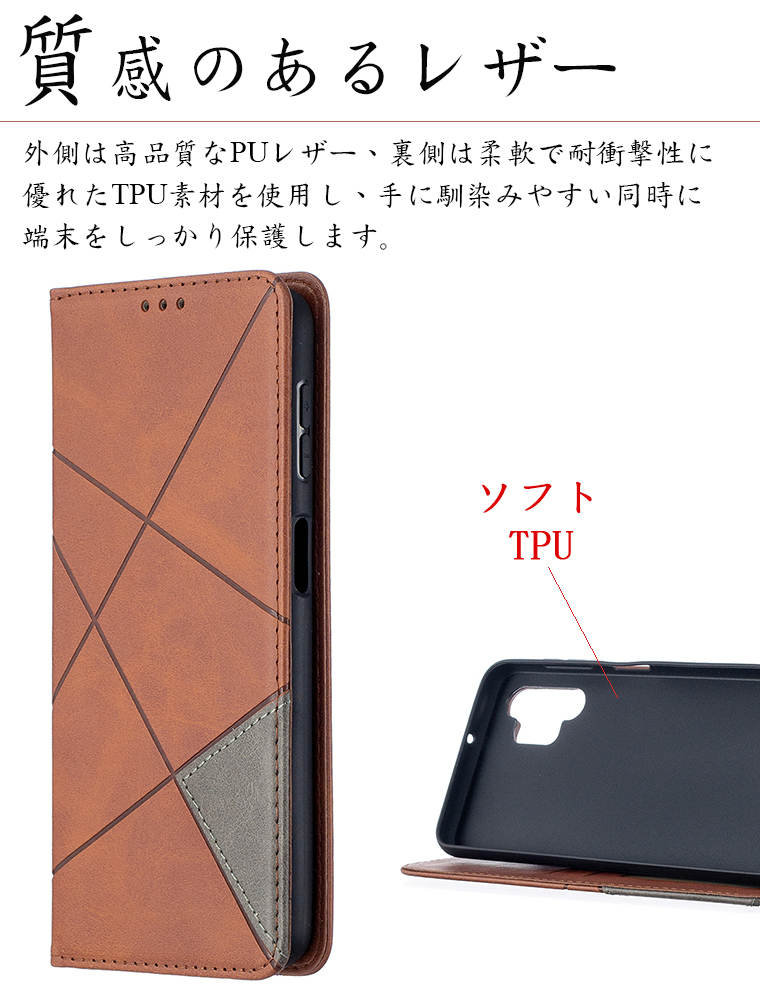 質感のあるレザー
外側は高品質なPUレザー、裏側は柔軟で耐衝撃性に
優れたTPU素材を使用し、手に馴染みやすい同時に
端末をしっかり保護します。
ソフト
TPU